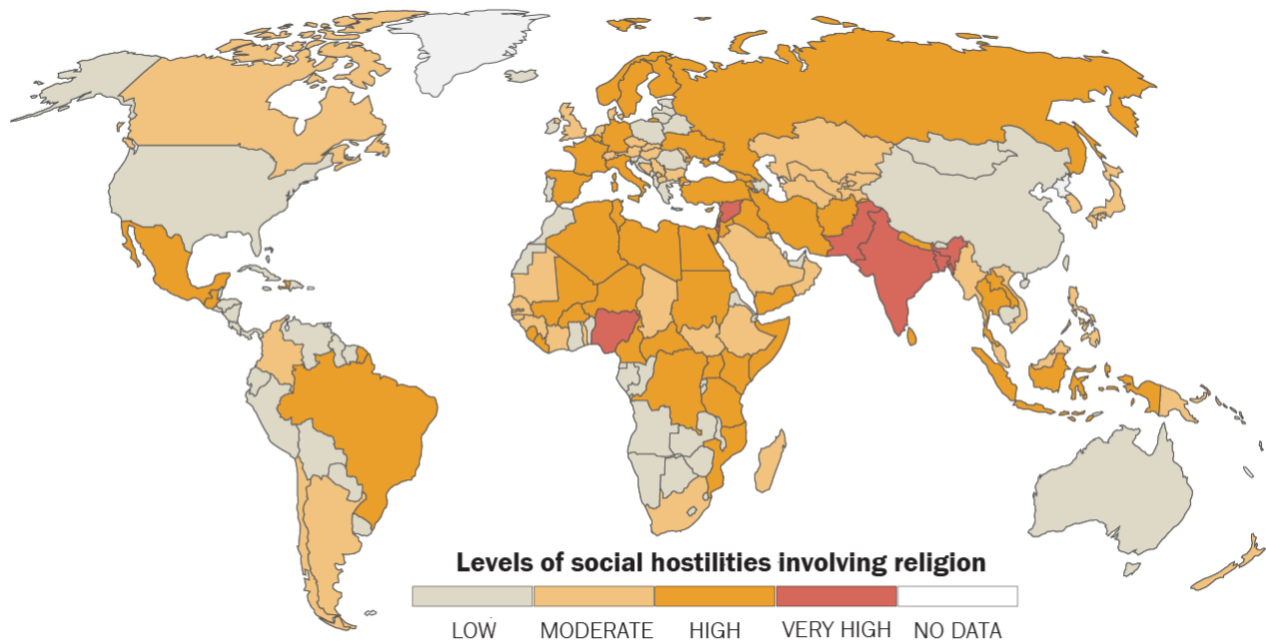 Levels of social hostilities involving religion
LOW MODERATE HIGH VERY HIGH NO DATA